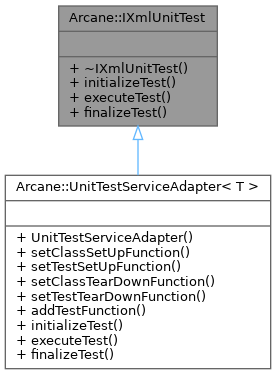 Arcane::IXmlUnitTest
+ ~IXmlUnitTest()
+ initializeTest()
+ executeTest()
+ finalizeTest()
Arcane::UnitTestServiceAdapter< T >
+ UnitTestServiceAdapter()
+ setClassSetUpFunction()
+ setTestSetUpFunction()
+ setClassTearDownFunction()
+ setTestTearDownFunction()
+ addTestFunction()
+ initializeTest()
+ executeTest()
+ finalizeTest()